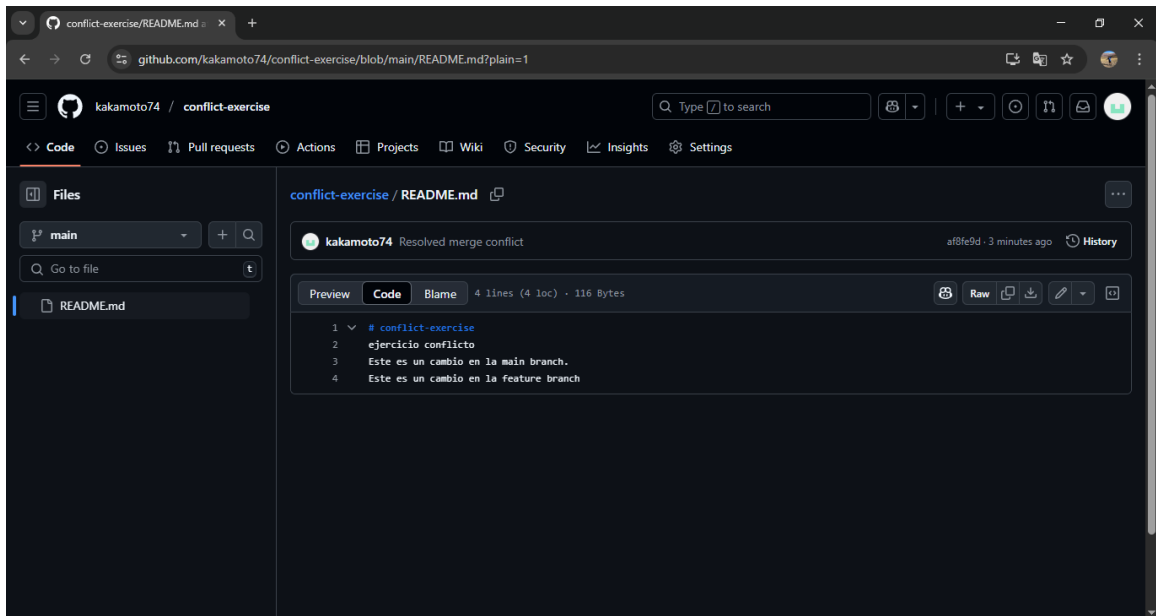 conflict-exercise/README.md a
github.com/kakamoto74/conflict-exercise/blob/main/README.md?plain=1
kakamoto74 / conflict-exercise
Type / to search
Code Issues Pull requests Actions Projects Wiki Security Insights Settings
Files
conflict-exercise / README.md
main
kakamoto74 Resolved merge conflict af8fe9d · 3 minutes ago History
Go to file t
README.md
Preview Code Blame 4 lines (4 loc) · 116 Bytes Raw
1 # conflict-exercise
2 ejercicio conflicto
3 Este es un cambio en la main branch.
4 Este es un cambio en la feature branch